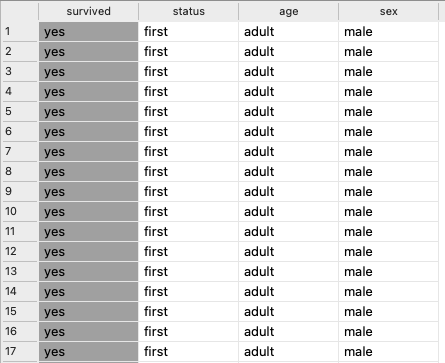 survived status age sex
1 yes first adult male
2 yes first adult male
3 yes first adult male
4 yes first adult male
5 yes first adult male
6 yes first adult male
7 yes first adult male
8 yes first adult male
9 yes first adult male
10 yes first adult male
11 yes first adult male
12 yes first adult male
13 yes first adult male
14 yes first adult male
15 yes first adult male
16 yes first adult male
17 yes first adult male